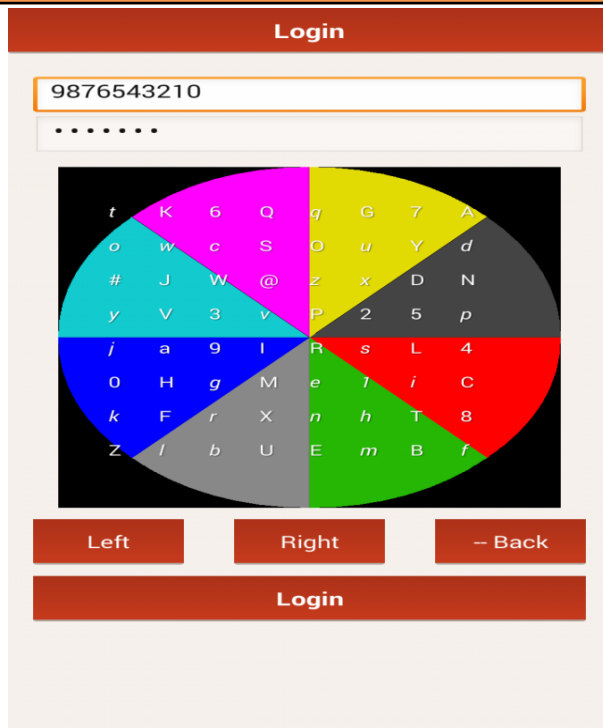 Login
9876543210
•••••••
t K 6 Q q G 7 A
o w c S O u Y d
# J W @ z x D N
y V 3 v P 2 5 p
j a 9 I R s L 4
0 H g M e 1 i C
k F r X n h T 8
Z l b U E m B f
Left Right -- Back
Login